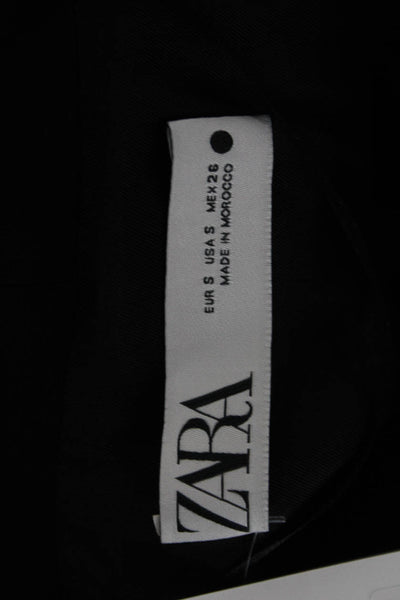 ZARA
EUR S USA S MEX 26
MADE IN MOROCCO